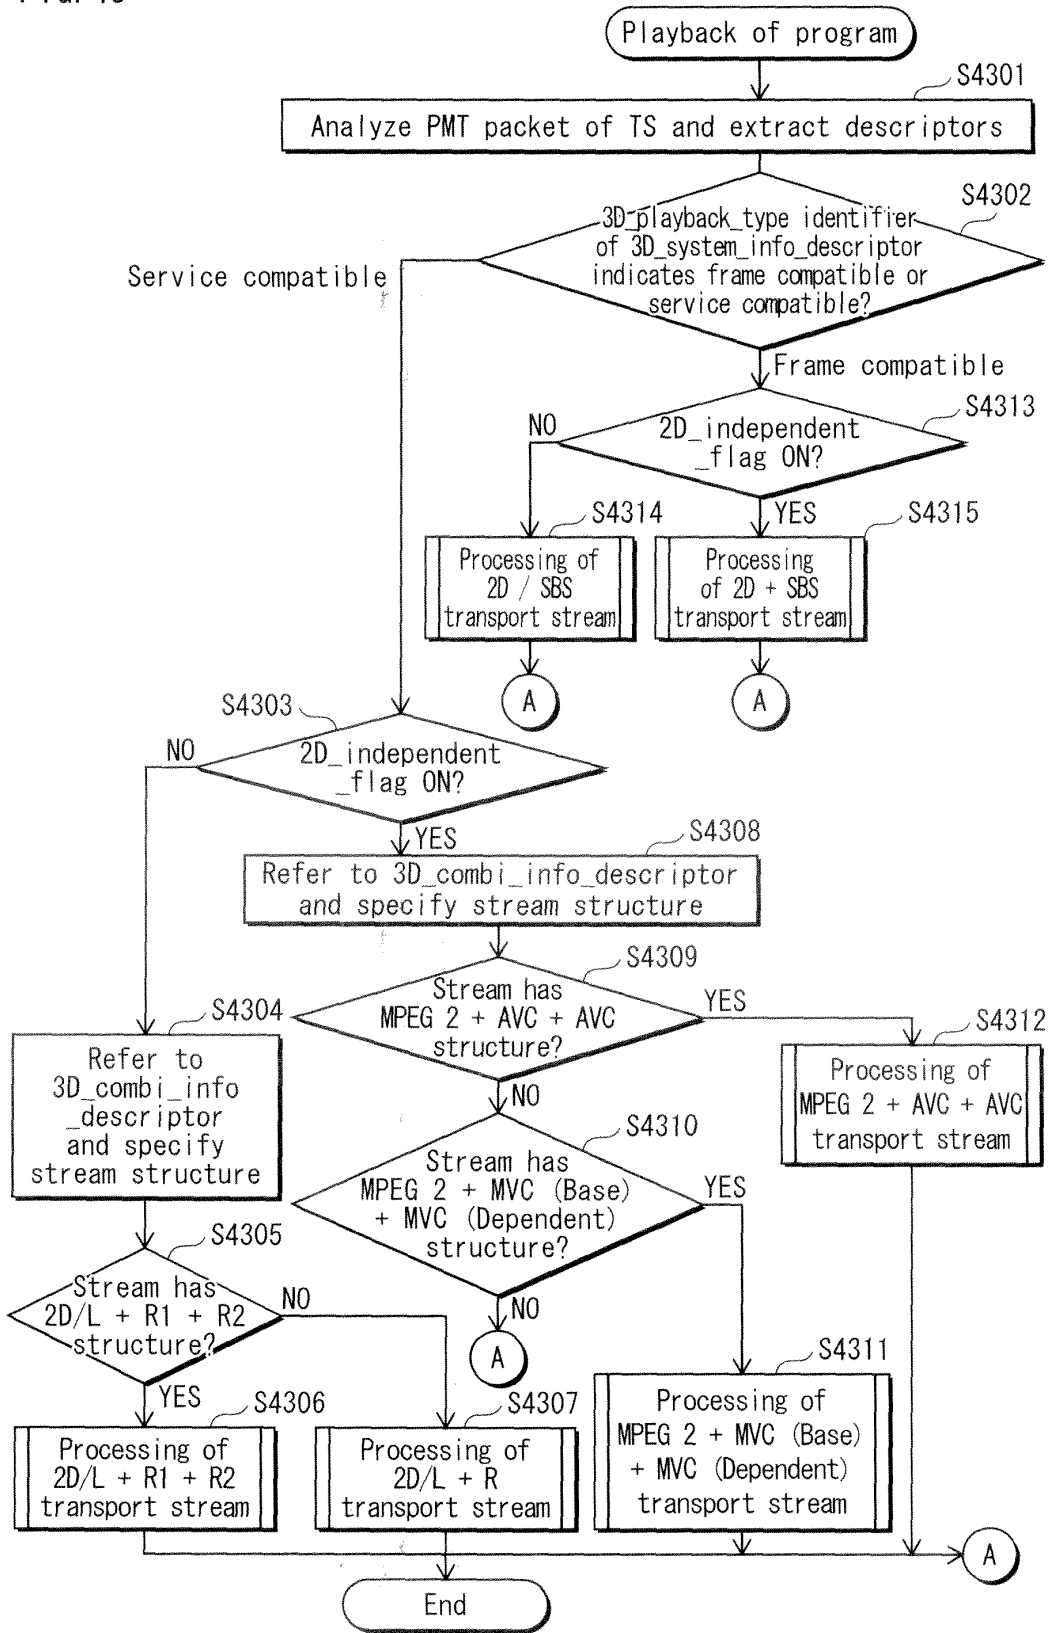 Playback of program
S4301
Analyze PMT packet of TS and extract descriptors
S4302
3D_playback_type identifier
of 3D_system_info_descriptor
indicates frame compatible or
service compatible?
Service compatible
Frame compatible
S4313
2D_independent
_flag ON?
NO
YES
S4314
Processing of
2D / SBS
transport stream
S4315
Processing
of 2D + SBS
transport stream
A
A
S4303
2D_independent
_flag ON?
NO
YES
S4308
Refer to 3D_combi_info_descriptor
and specify stream structure
S4309
Stream has
MPEG 2 + AVC + AVC
structure?
YES
NO
S4312
Processing of
MPEG 2 + AVC + AVC
transport stream
S4304
Refer to
3D_combi_info
_descriptor
and specify
stream structure
S4310
Stream has
MPEG 2 + MVC (Base)
+ MVC (Dependent)
structure?
YES
NO
A
S4305
Stream has
2D/L + R1 + R2
structure?
NO
YES
S4306
Processing of
2D/L + R1 + R2
transport stream
S4307
Processing of
2D/L + R
transport stream
S4311
Processing of
MPEG 2 + MVC (Base)
+ MVC (Dependent)
transport stream
A
End